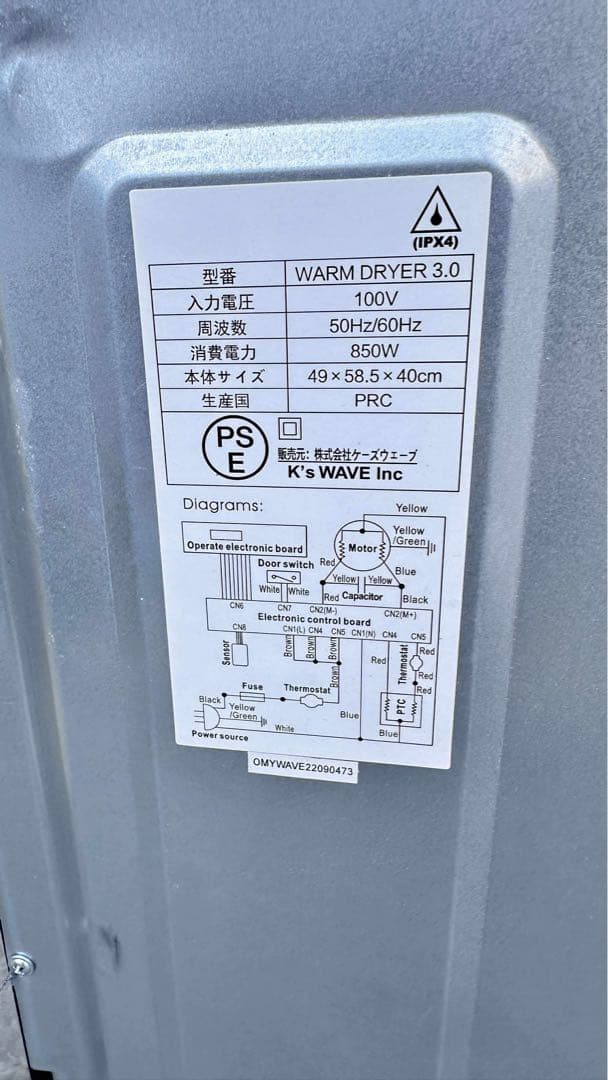 (IPX4)
型番 WARM DRYER 3.0
入力電圧 100V
周波数 50Hz/60Hz
消費電力 850W
本体サイズ 49×58.5×40cm
生産国 PRC
PS
E
販売元: 株式会社ケーズウエーブ
K's WAVE Inc
Diagrams:
Yellow
Operate electronic board
Motor
Yellow
/Green
Door switch
Red
Blue
White White
Yellow Yellow
Red Capacitor Black
CN6 CN7 CN2(M-) CN2(M+)
Electronic control board
CN8 CN1(L) CN4 CN5 CN1(N) CN4 CN5
Sensor
Brown
Brown
Brown
Brown
Red
Thermostat
Red
Red
Fuse Thermostat
Black
Yellow
/Green
White
Blue
PTC
Blue
Power source
OMYWAVE22090473